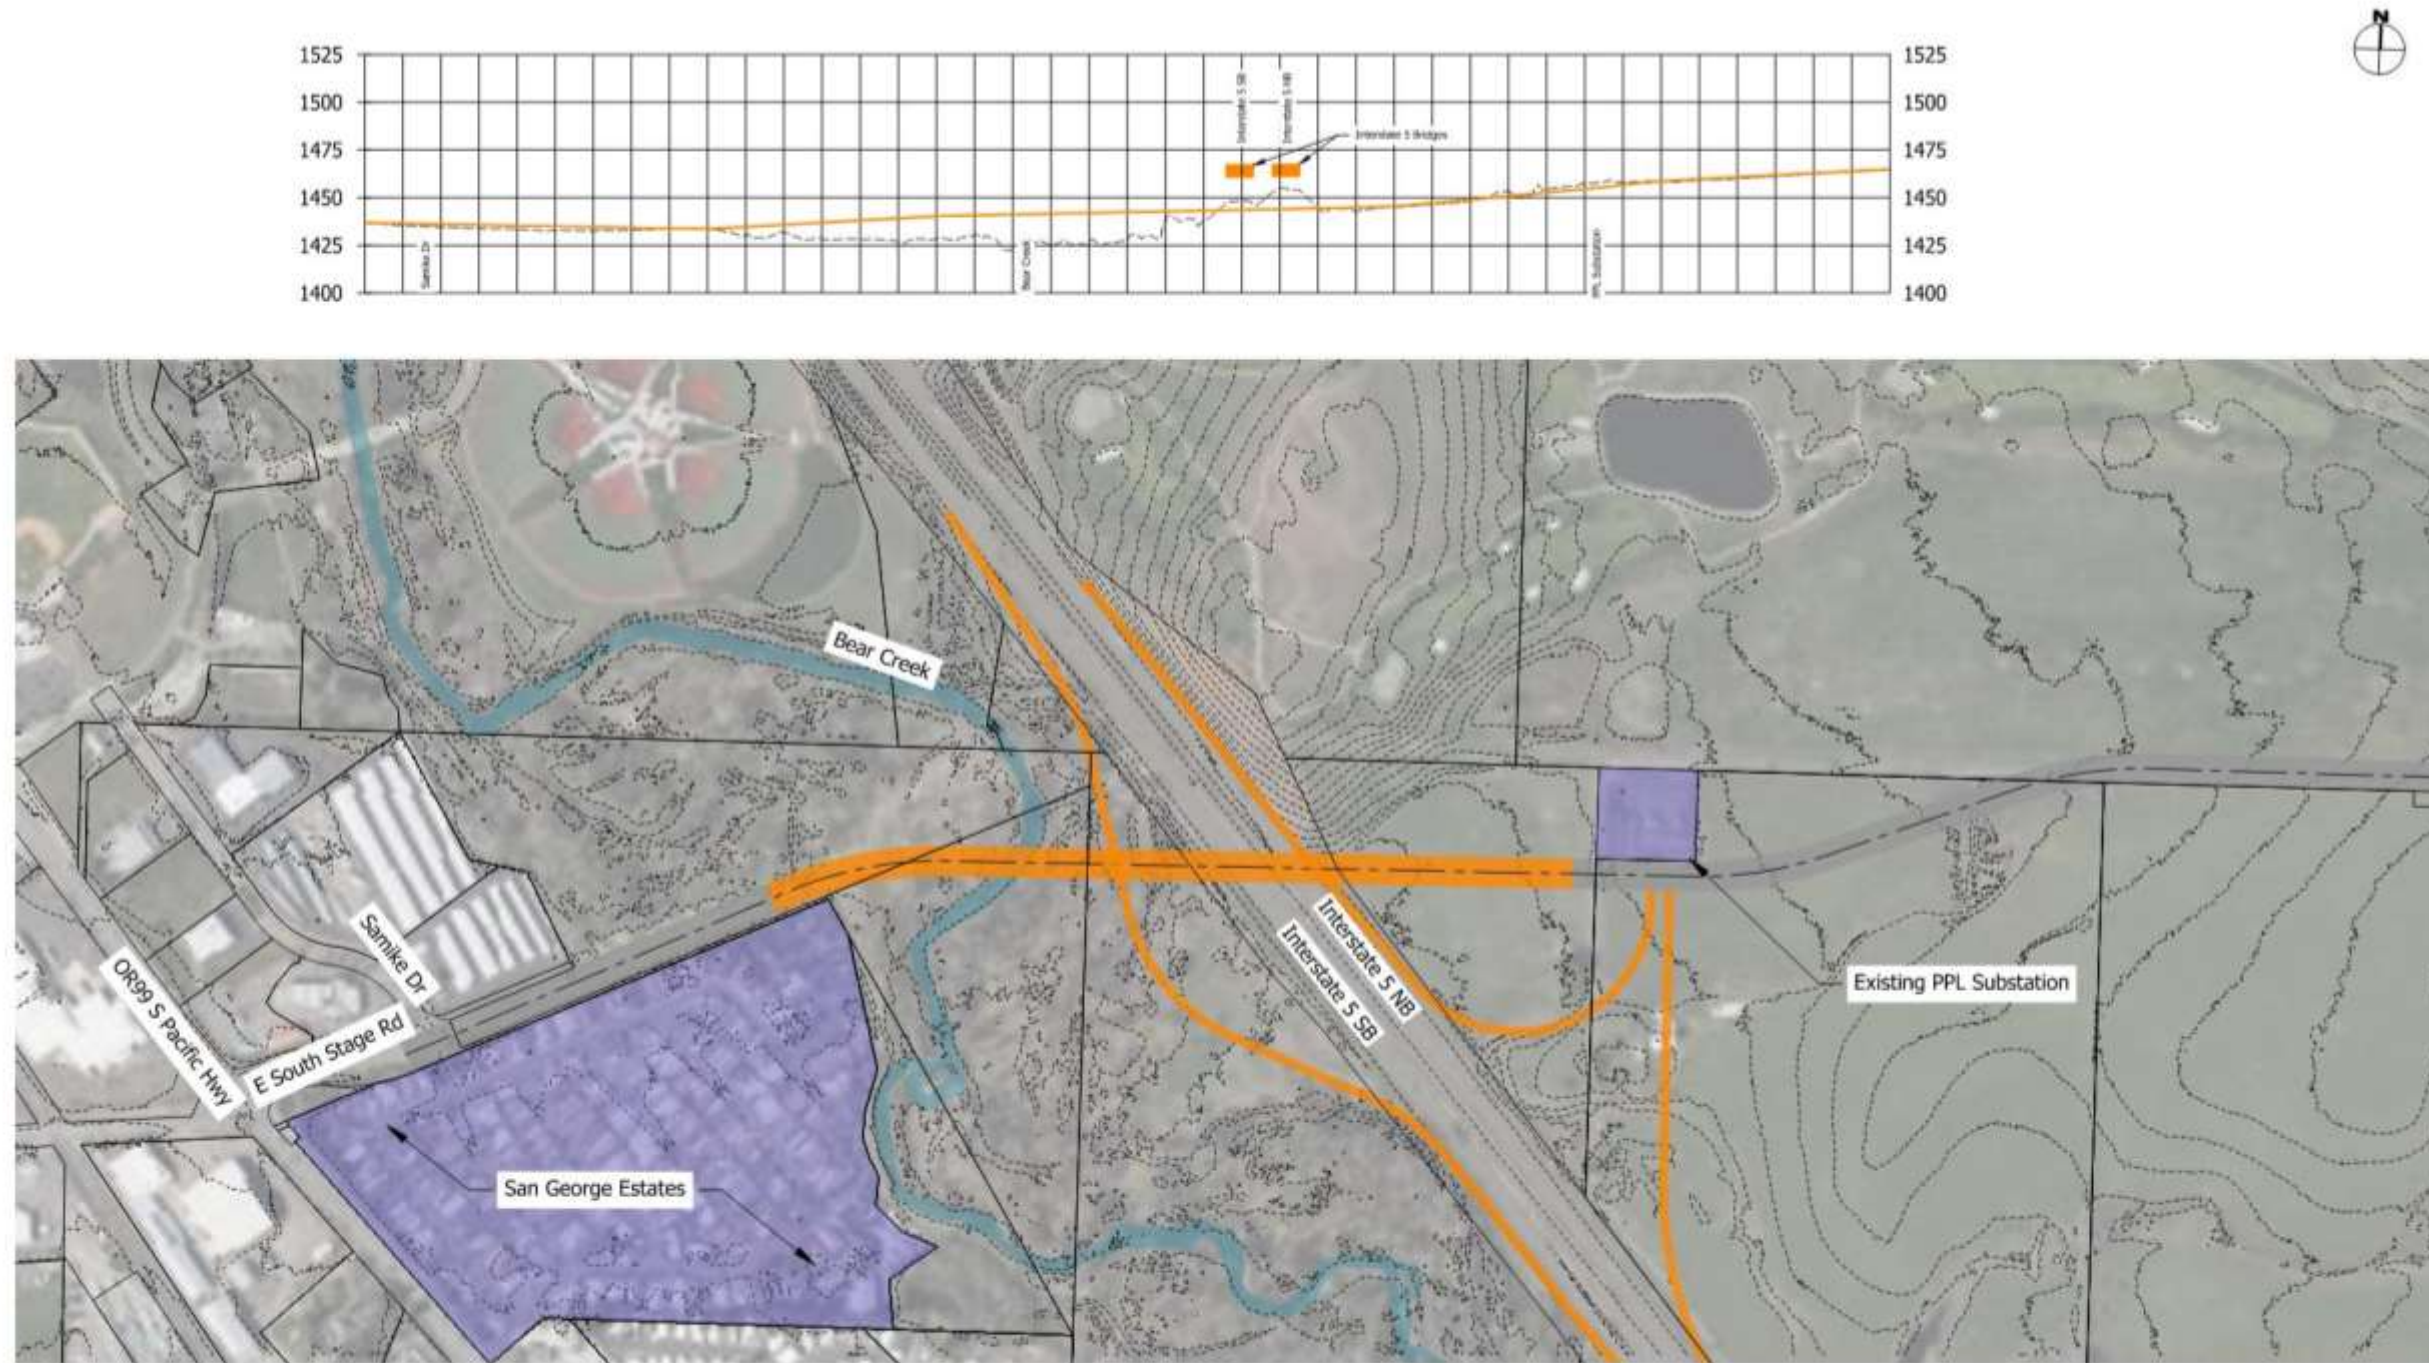 N
1525
1525
1500
1500
1475
1475
1450
1450
1425
1425
1400
1400
Interstate 5 SB
Interstate 5 NB
Interstate 5 Bridges
Samike Dr
Bear Creek
PPL Substation
Bear Creek
Samike Dr
OR99 S Pacific Hwy
E South Stage Rd
Interstate 5 NB
Interstate 5 SB
Existing PPL Substation
San George Estates